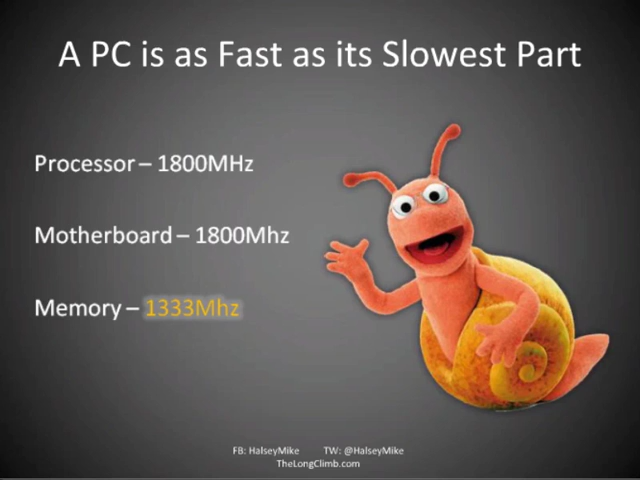 A PC is as Fast as its Slowest Part
Processor – 1800MHz
Motherboard – 1800Mhz
Memory – 1333Mhz
FB: HalseyMike TW: @HalseyMike
TheLongClimb.com